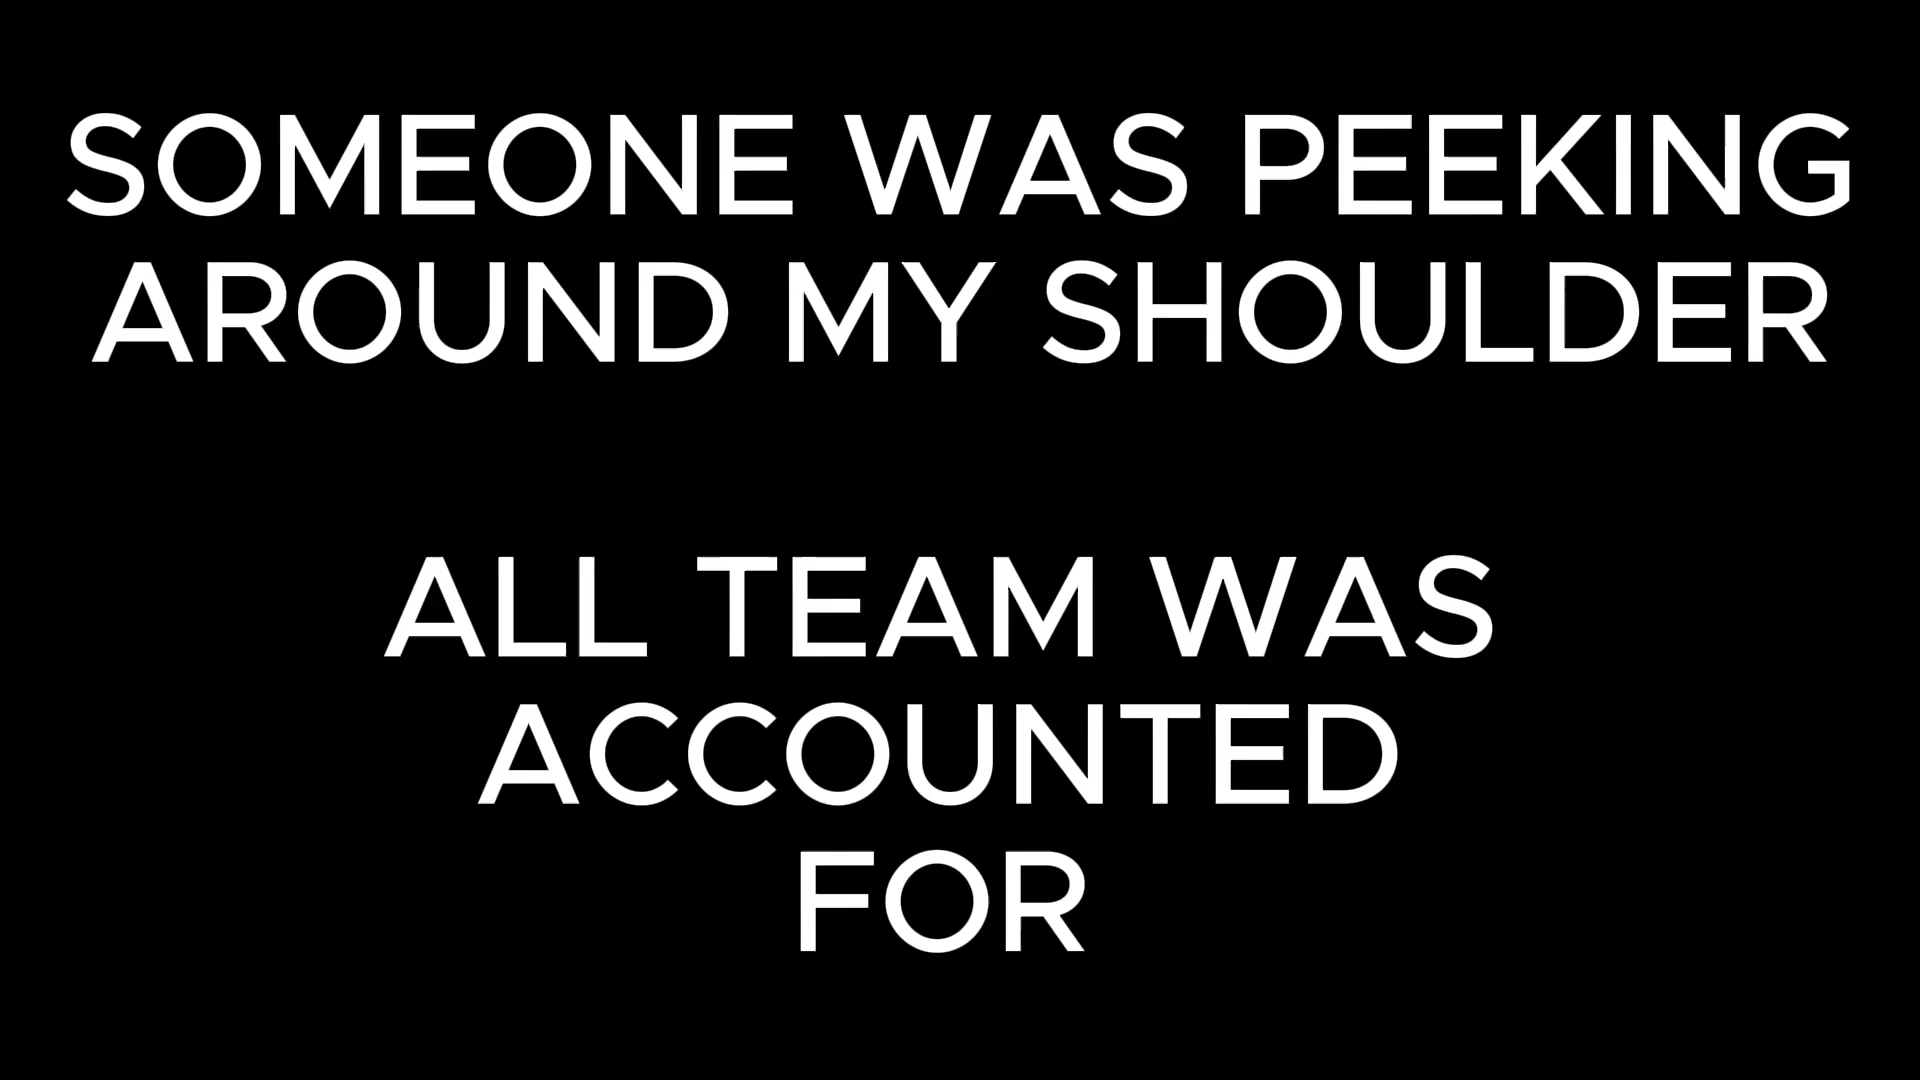 SOMEONE WAS PEEKING
AROUND MY SHOULDER
ALL TEAM WAS
ACCOUNTED
FOR